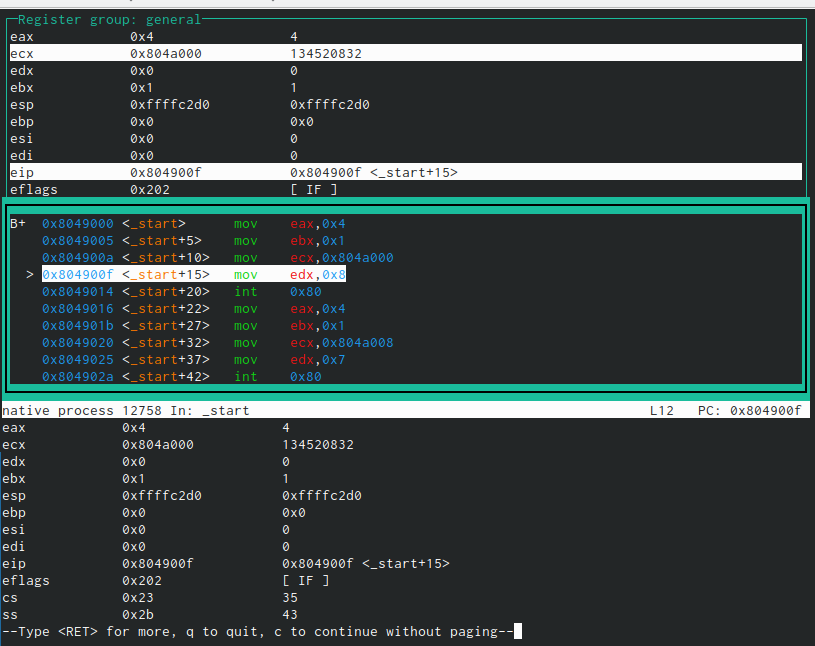 Register group: general
eax 0x4 4
ecx 0x804a000 134520832
edx 0x0 0
ebx 0x1 1
esp 0xffffc2d0 0xffffc2d0
ebp 0x0 0x0
esi 0x0 0
edi 0x0 0
eip 0x804900f 0x804900f <_start+15>
eflags 0x202 [ IF ]
B+ 0x8049000 <_start> mov eax,0x4
0x8049005 <_start+5> mov ebx,0x1
0x804900a <_start+10> mov ecx,0x804a000
> 0x804900f <_start+15> mov edx,0x8
0x8049014 <_start+20> int 0x80
0x8049016 <_start+22> mov eax,0x4
0x804901b <_start+27> mov ebx,0x1
0x8049020 <_start+32> mov ecx,0x804a008
0x8049025 <_start+37> mov edx,0x7
0x804902a <_start+42> int 0x80
native process 12758 In: _start L12 PC: 0x804900f
eax 0x4 4
ecx 0x804a000 134520832
edx 0x0 0
ebx 0x1 1
esp 0xffffc2d0 0xffffc2d0
ebp 0x0 0x0
esi 0x0 0
edi 0x0 0
eip 0x804900f 0x804900f <_start+15>
eflags 0x202 [ IF ]
cs 0x23 35
ss 0x2b 43
--Type <RET> for more, q to quit, c to continue without paging--